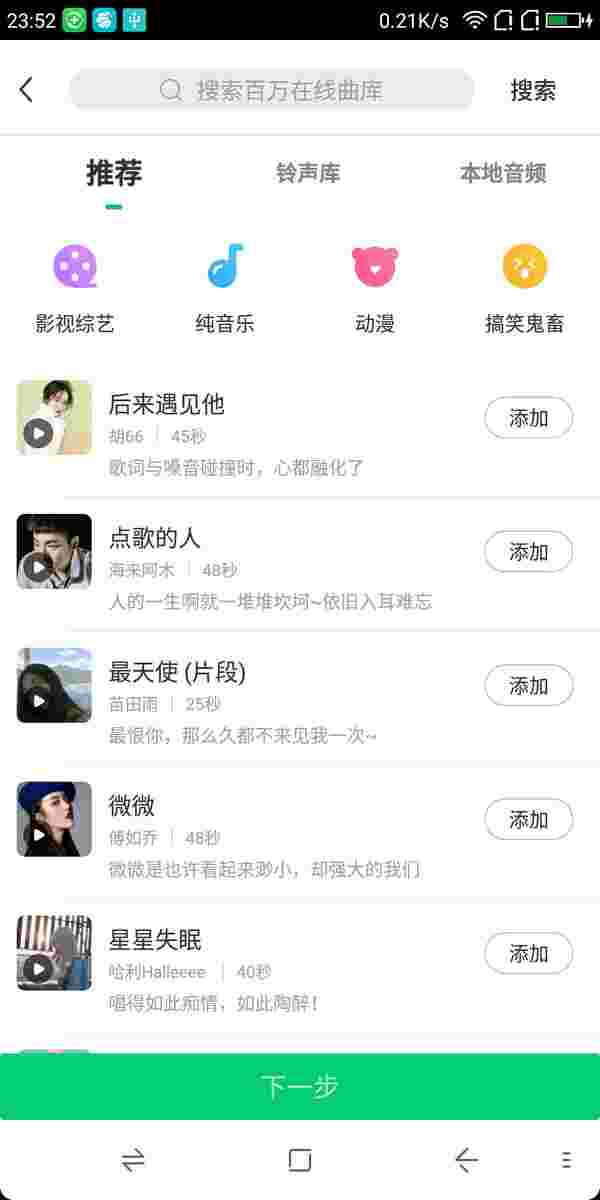 23:52
0.21K/s
搜索百万在线曲库
搜索
推荐
铃声库
本地音频
影视综艺
纯音乐
动漫
搞笑鬼畜
后来遇见他
胡66 | 45秒
歌词与嗓音碰撞时，心都融化了
添加
点歌的人
海来阿木 | 48秒
人的一生啊就一堆堆坎坷~依旧入耳难忘
添加
最天使 (片段)
苗田雨 | 25秒
最恨你，那么久都不来见我一次~
添加
微微
傅如乔 | 48秒
微微是也许看起来渺小，却强大的我们
添加
星星失眠
哈利Halleeee | 40秒
唱得如此痴情，如此陶醉！
添加
下一步